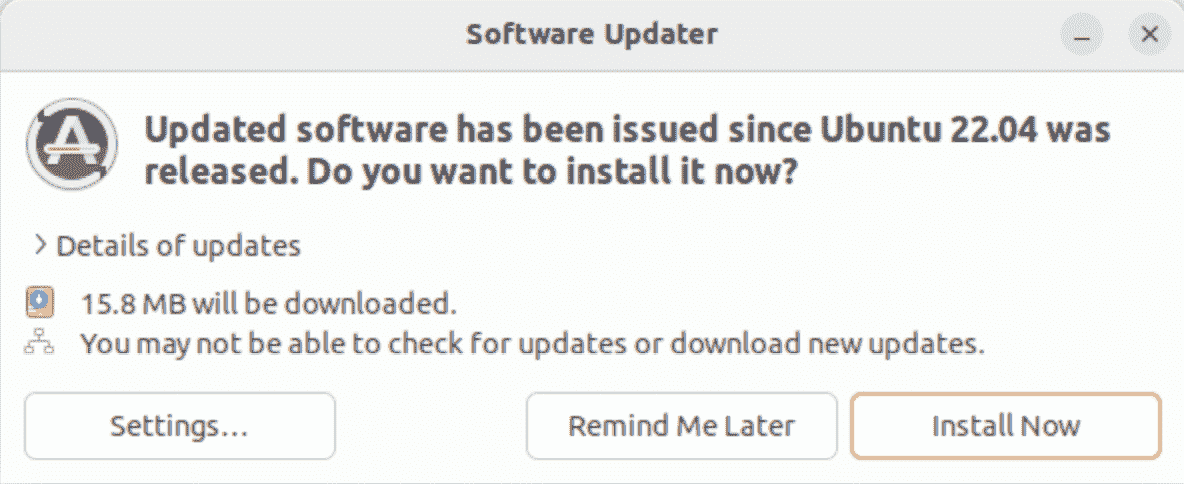 Software Updater
Updated software has been issued since Ubuntu 22.04 was
released. Do you want to install it now?
Details of updates
15.8 MB will be downloaded.
You may not be able to check for updates or download new updates.
Settings…
Remind Me Later
Install Now